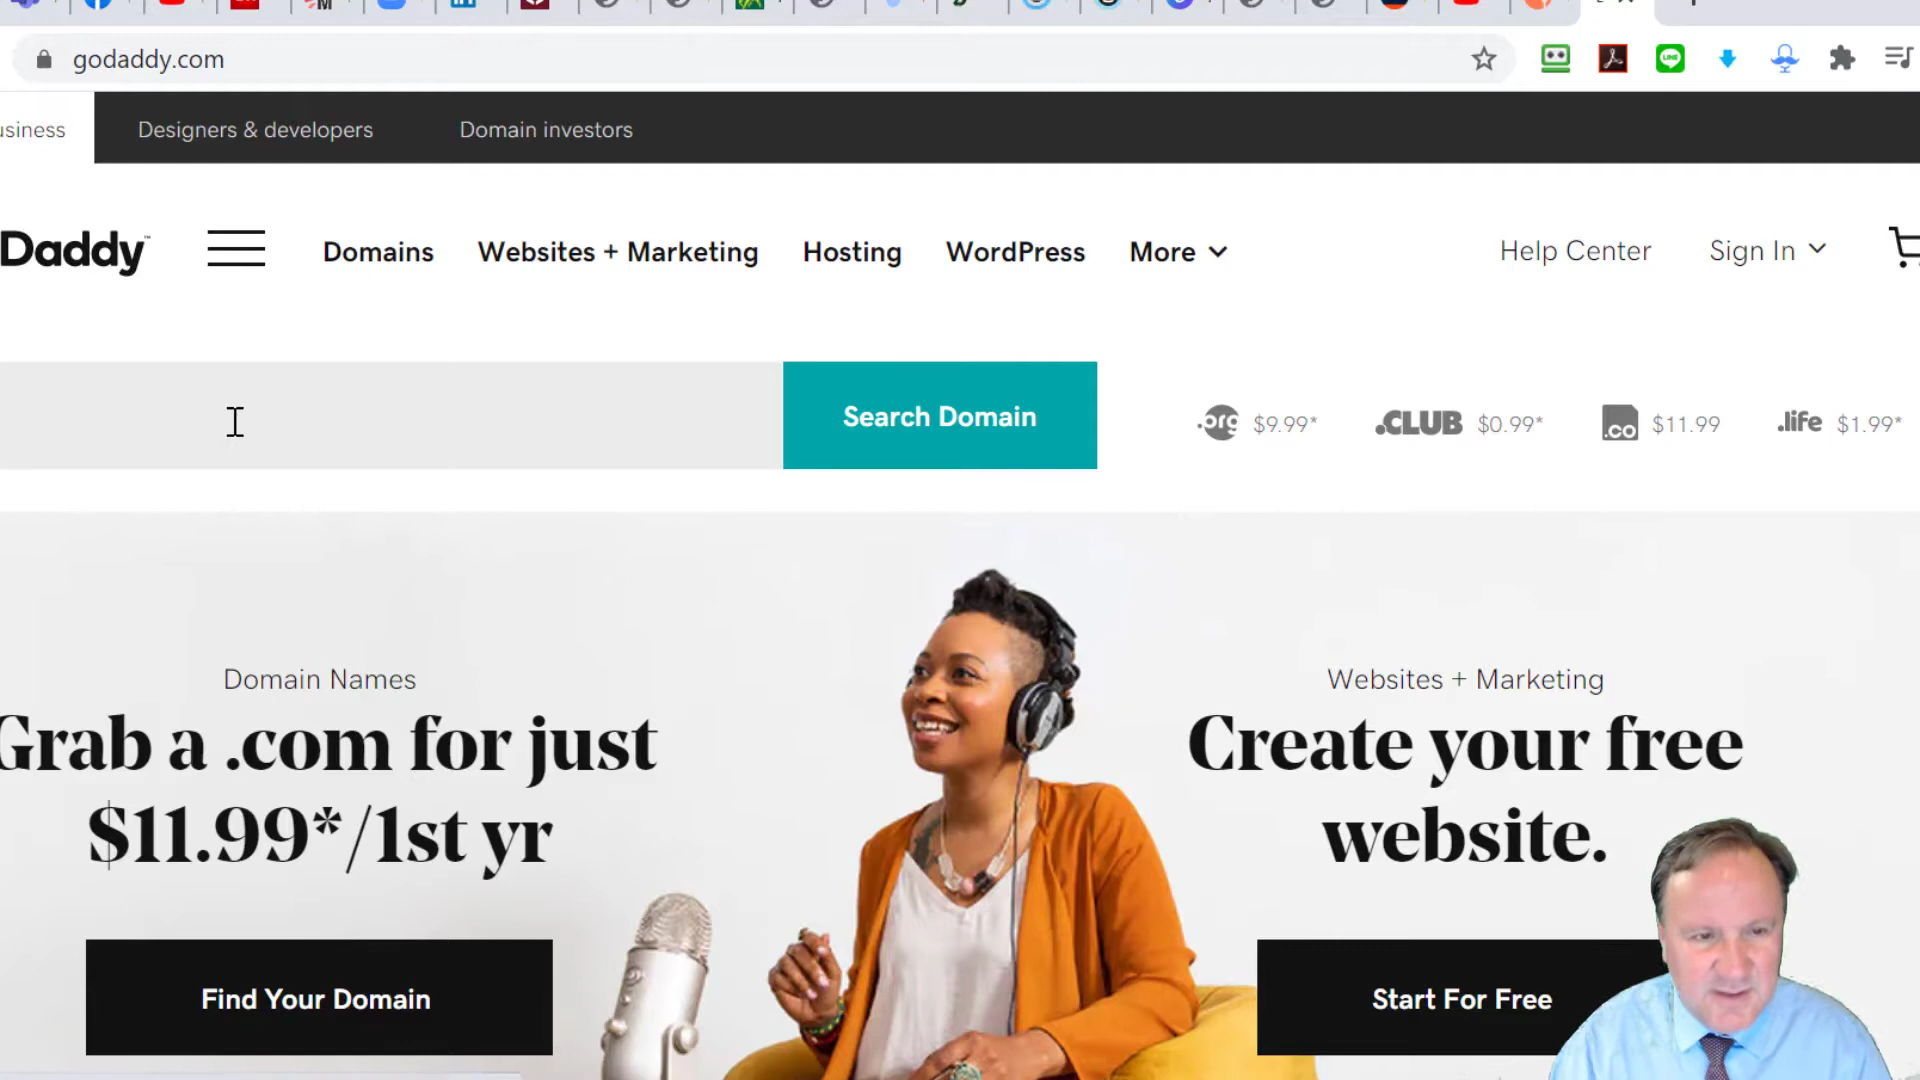 godaddy.com
usiness
Designers & developers
Domain investors
Daddy
Domains
Websites + Marketing
Hosting
WordPress
More
Help Center
Sign In
Search Domain
.org $9.99*
.CLUB $0.99*
.co $11.99
.life $1.99*
Domain Names
Grab a .com for just
$11.99*/1st yr
Find Your Domain
Websites + Marketing
Create your free
website.
Start For Free